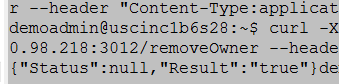 r --header "Content-Type:applicat
demoadmin@uscinc1b6s28:~$ curl -X
0.98.218:3012/removeOwner --heade
{"Status":null,"Result":"true"}de